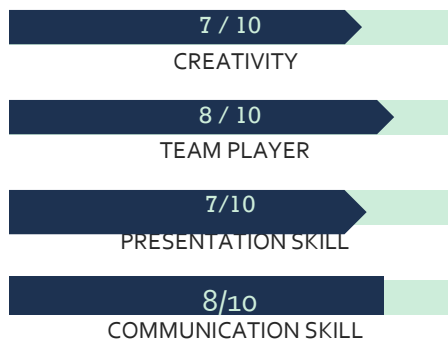 7 / 10
CREATIVITY
8 / 10
TEAM PLAYER
7/10
PRESENTATION SKILL
8/10
COMMUNICATION SKILL